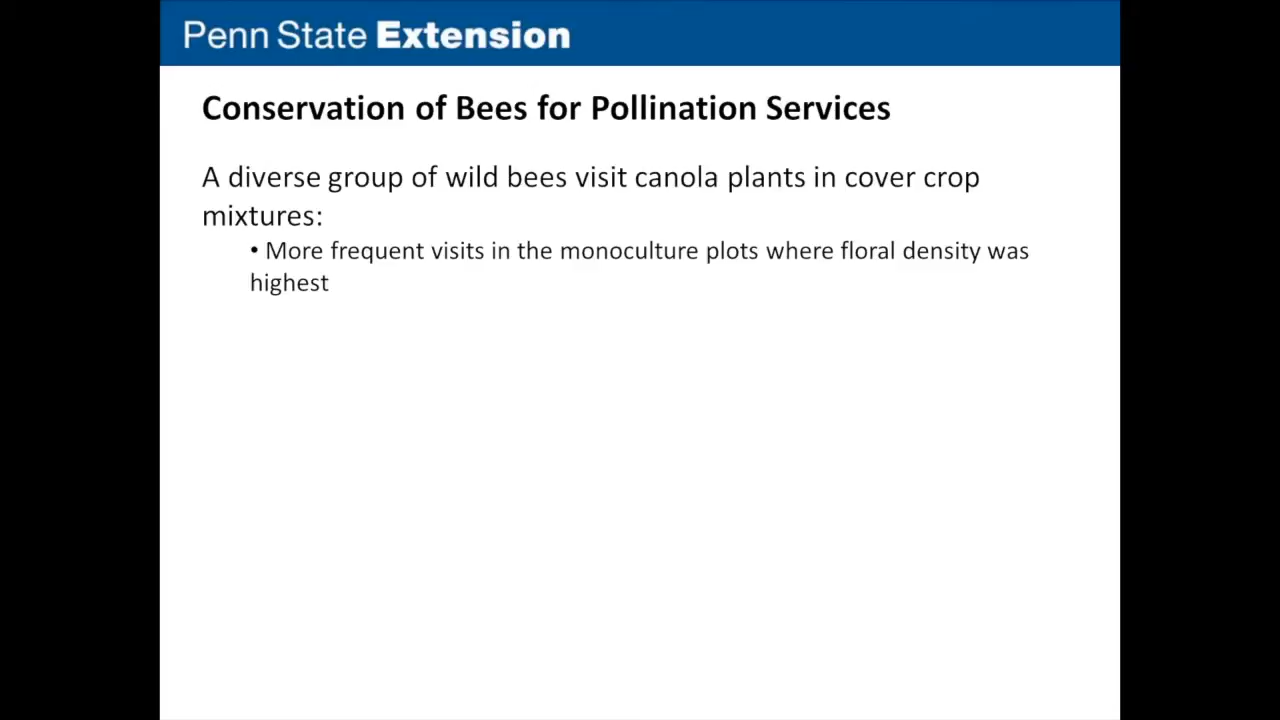 Penn State Extension
Conservation of Bees for Pollination Services
A diverse group of wild bees visit canola plants in cover crop
mixtures:
• More frequent visits in the monoculture plots where floral density was
highest